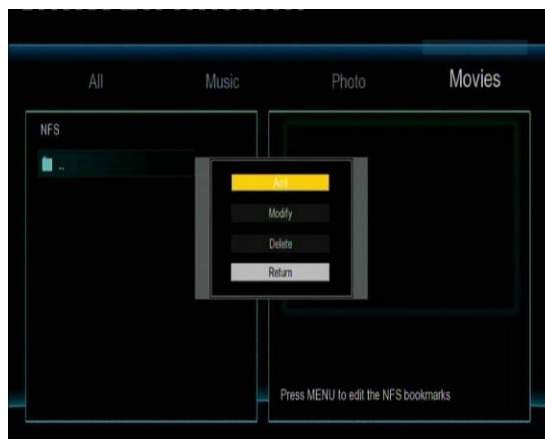 All Music Photo Movies
NFS
..
Add
Modify
Delete
Return
Press MENU to edit the NFS bookmarks